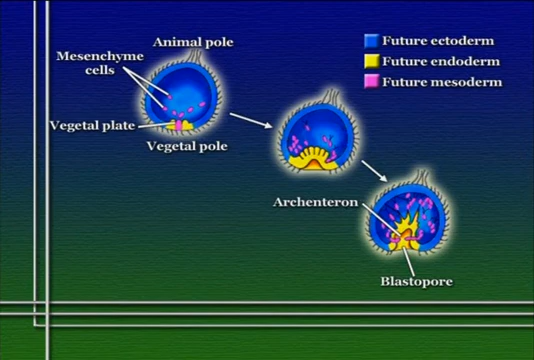 Animal pole
Mesenchyme
cells
Vegetal plate
Vegetal pole
Future ectoderm
Future endoderm
Future mesoderm
Archenteron
Blastopore